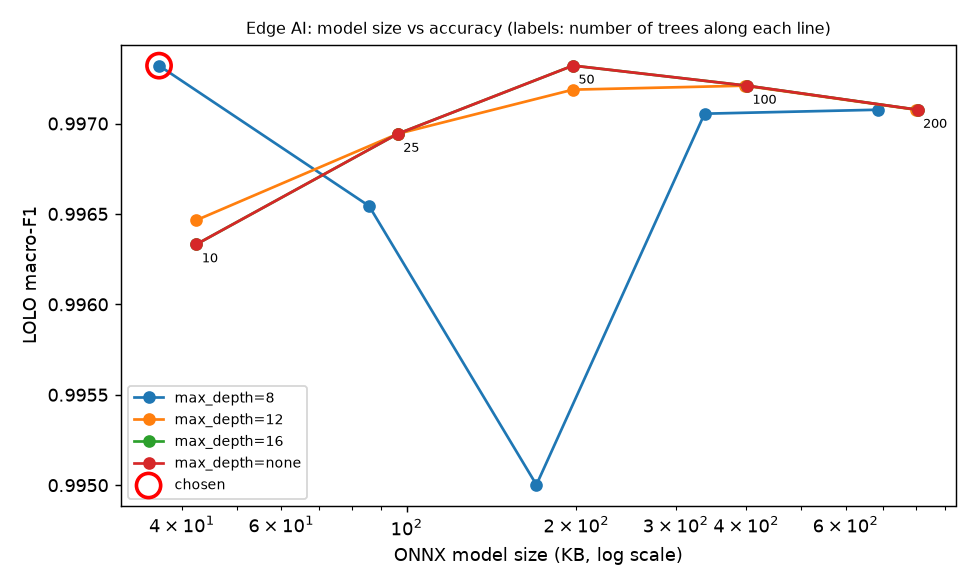 Edge AI: model size vs accuracy (labels: number of trees along each line)
LOLO macro-F1
0.9970
0.9965
0.9960
0.9955
0.9950
10
25
50
100
200
max_depth=8
max_depth=12
max_depth=16
max_depth=none
chosen
4 × 10¹
6 × 10¹
10²
2 × 10²
3 × 10²
4 × 10²
6 × 10²
ONNX model size (KB, log scale)